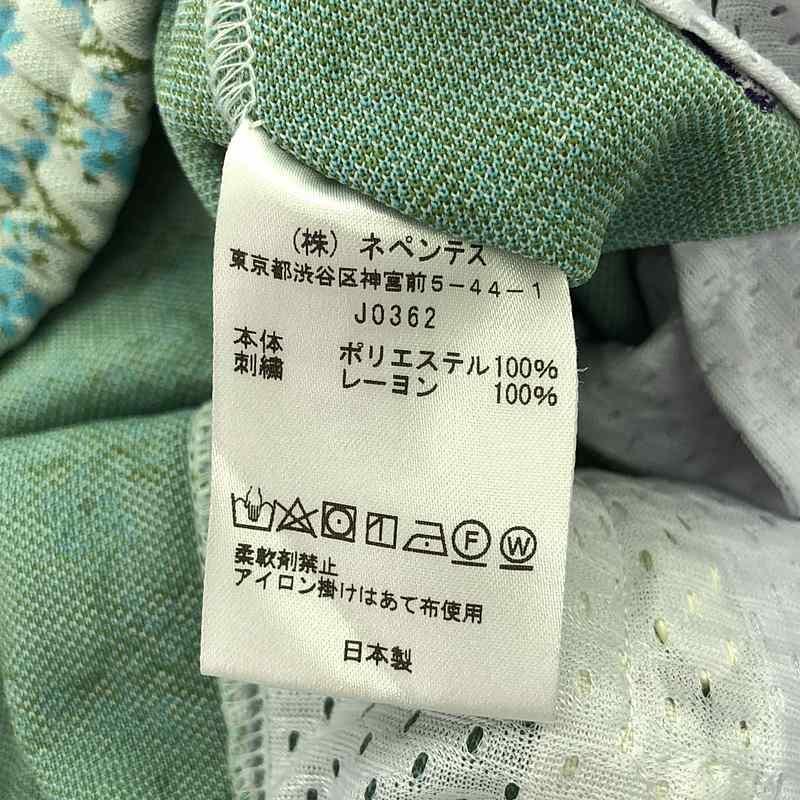 （株）ネペンテス
東京都渋谷区神宮前5-44-1
J0362
本体 ポリエステル100%
刺繍 レーヨン 100%
F W
柔軟剤禁止
アイロン掛けはあて布使用
日本製